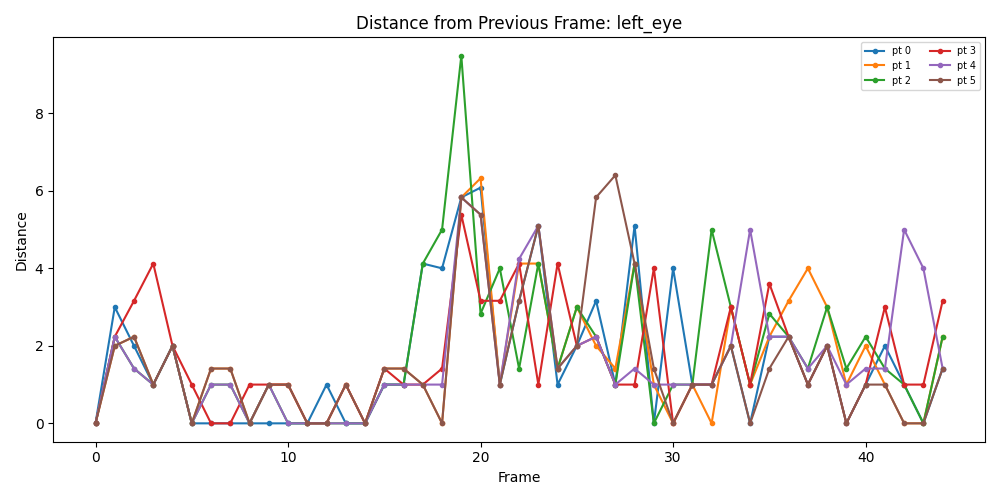 Distance from Previous Frame: left_eye
pt 0 pt 3
pt 1 pt 4
pt 2 pt 5
Distance
8
6
4
2
0
0 10 20 30 40
Frame